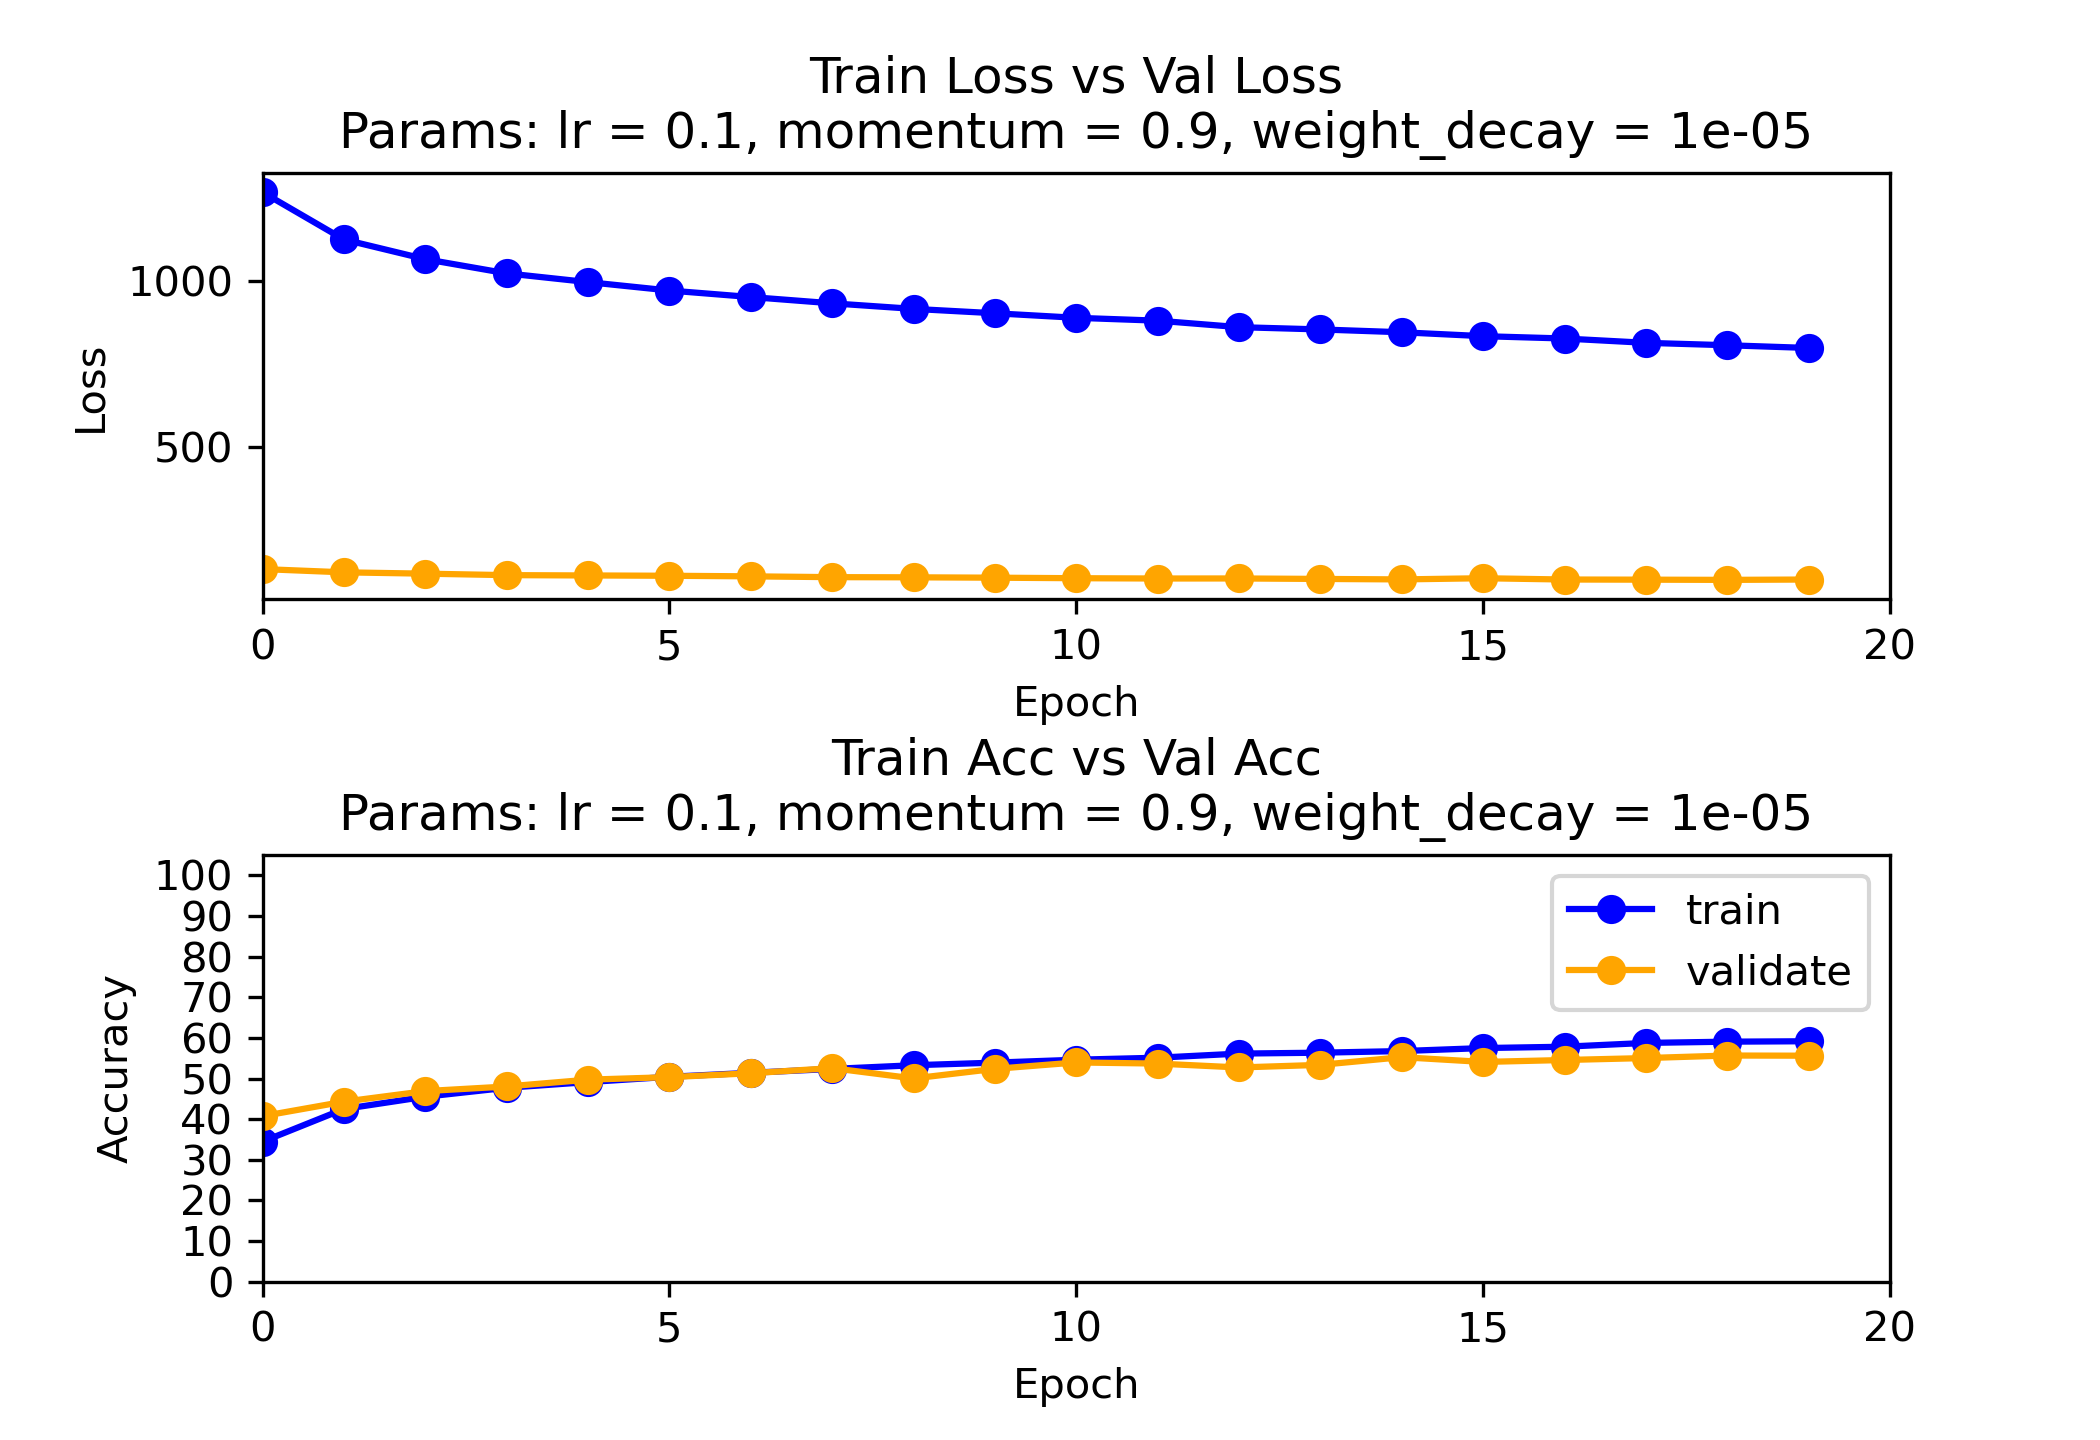 Train Loss vs Val Loss
Params: lr = 0.1, momentum = 0.9, weight_decay = 1e-05
1000
500
Loss
0 5 10 15 20
Epoch
Train Acc vs Val Acc
Params: lr = 0.1, momentum = 0.9, weight_decay = 1e-05
100
90
80
70
60
50
40
30
20
10
0
Accuracy
train
validate
0 5 10 15 20
Epoch